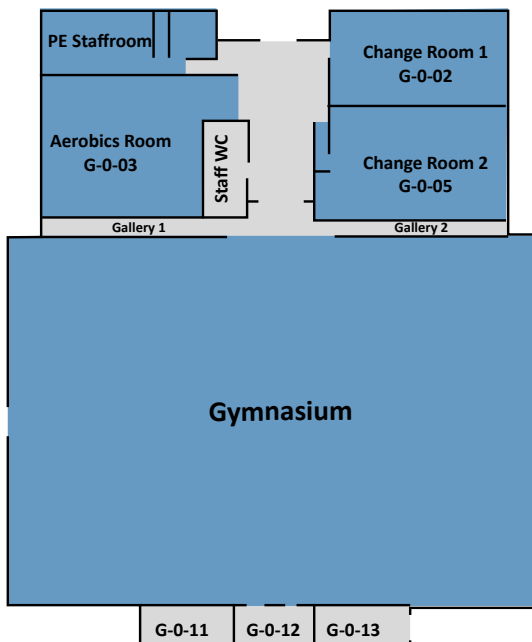 PE Staffroom
Change Room 1
G-0-02
Aerobics Room
G-0-03
Staff WC
Change Room 2
G-0-05
Gallery 1
Gallery 2
Gymnasium
G-0-11
G-0-12
G-0-13